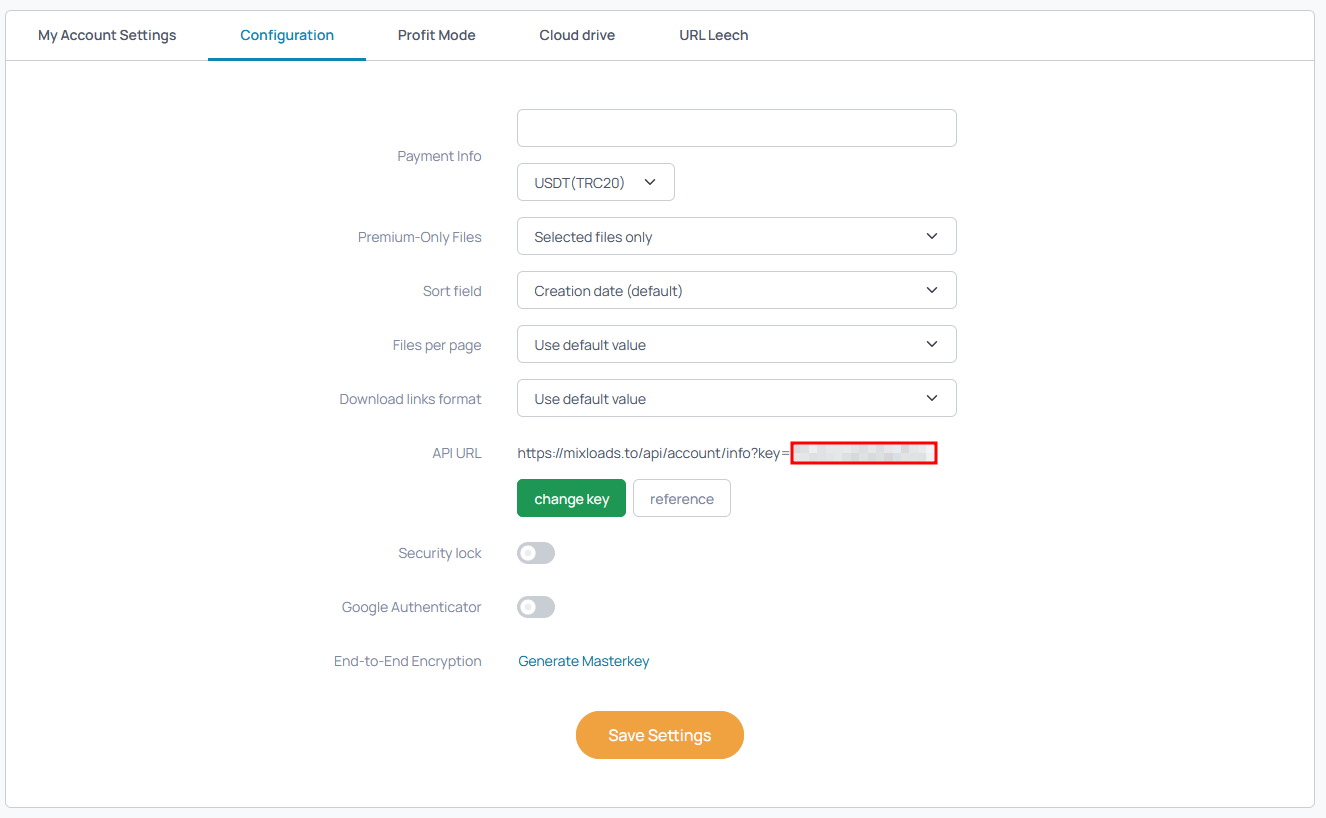 My Account Settings Configuration Profit Mode Cloud drive URL Leech
Payment Info
USDT(TRC20)
Premium-Only Files Selected files only
Sort field Creation date (default)
Files per page Use default value
Download links format Use default value
API URL https://mixloads.to/api/account/info?key=
change key reference
Security lock
Google Authenticator
End-to-End Encryption Generate Masterkey
Save Settings